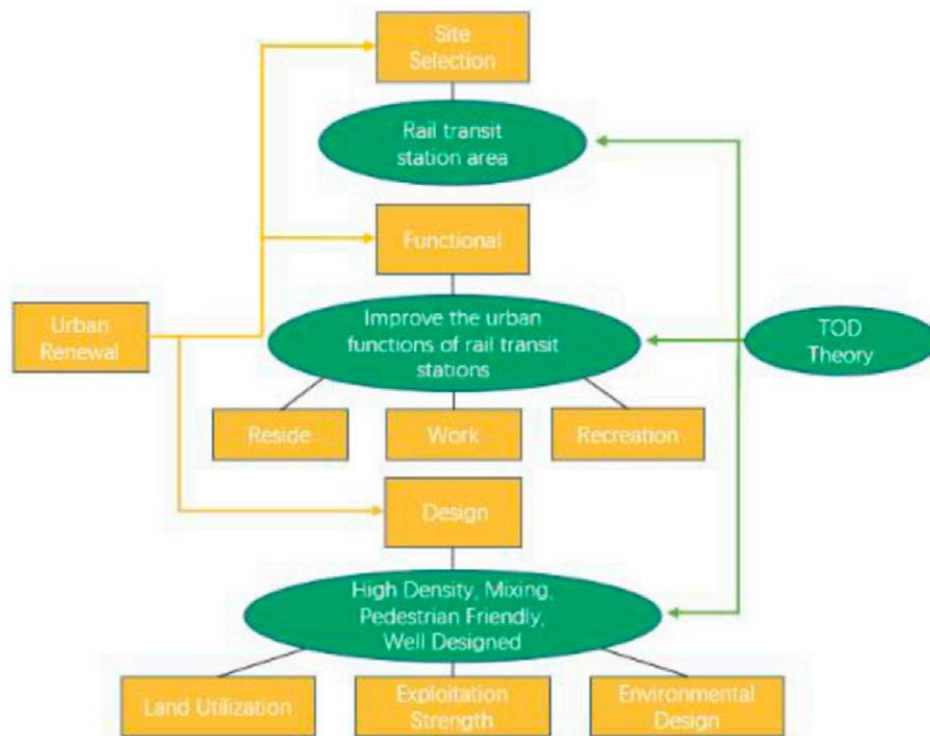 Site
Selection
Rail transit
station area
Functional
Urban
Renewal
Improve the urban
functions of rail transit
stations
TOD
Theory
Reside
Work
Recreation
Design
High Density, Mixing,
Pedestrian Friendly,
Well Designed
Land Utilization
Exploitation
Strength
Environmental
Design